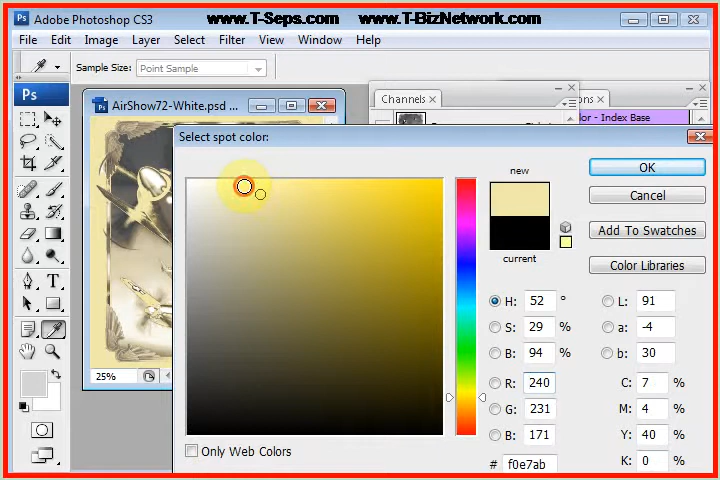 Adobe Photoshop CS3 www.T-Seps.com www.T-BizNetwork.com
File Edit Image Layer Select Filter View Window Help
Sample Size: Point Sample
Ps
AirShow72-White.psd ...
Channels
ons
or - Index Base
Select spot color:
new
current
OK
Cancel
Add To Swatches
Color Libraries
H: 52 °
S: 29 %
B: 94 %
R: 240
G: 231
B: 171
# f0e7ab
L: 91
a: -4
b: 30
C: 7 %
M: 4 %
Y: 40 %
K: 0 %
Only Web Colors
25%
T